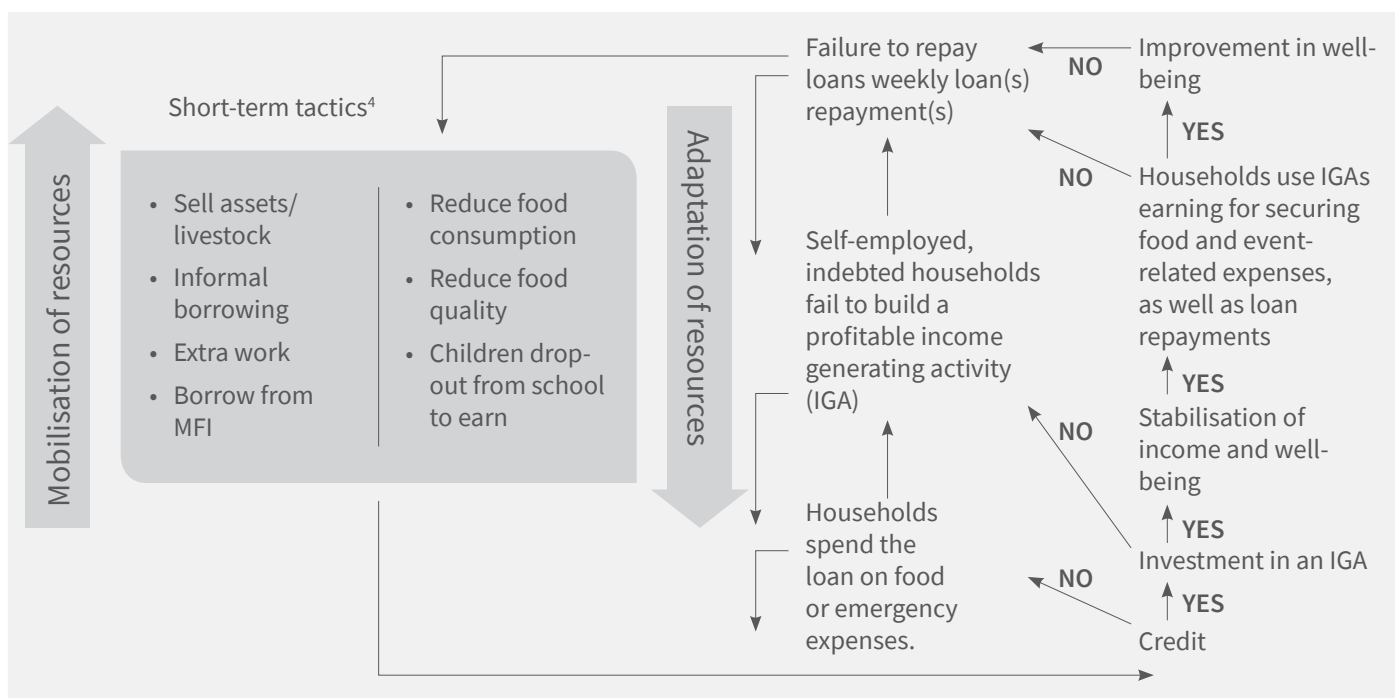 Mobilisation of resources
Short-term tactics⁴
• Sell assets/
livestock
• Informal
borrowing
• Extra work
• Borrow from
MFI
• Reduce food
consumption
• Reduce food
quality
• Children drop-
out from school
to earn
Adaptation of resources
Failure to repay
loans weekly loan(s)
repayment(s)
Self-employed,
indebted households
fail to build a
profitable income
generating activity
(IGA)
Households
spend the
loan on food
or emergency
expenses.
NO
NO
NO
NO
Improvement in well-
being
YES
Households use IGAs
earning for securing
food and event-
related expenses,
as well as loan
repayments
YES
Stabilisation of
income and well-
being
YES
Investment in an IGA
YES
Credit